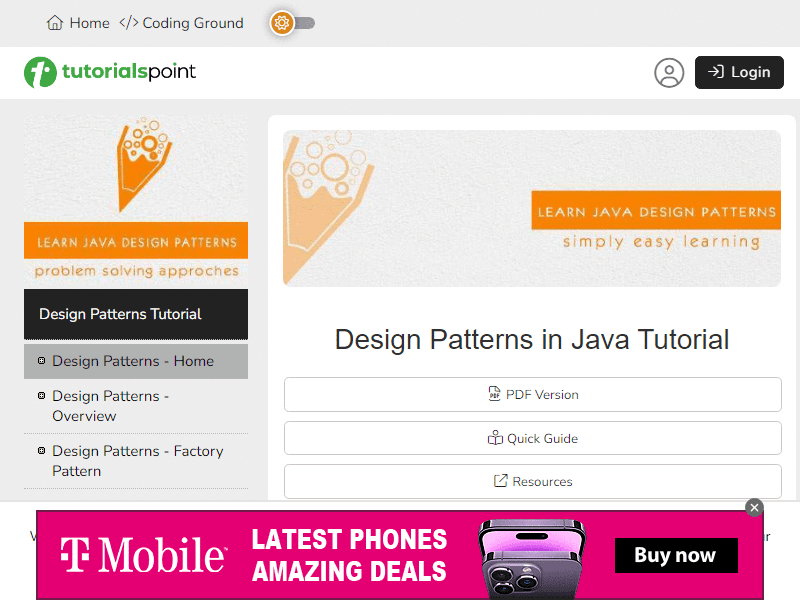 Home </> Coding Ground
tutorialspoint
Login
LEARN JAVA DESIGN PATTERNS
problem solving approches
Design Patterns Tutorial
Design Patterns - Home
Design Patterns -
Overview
Design Patterns - Factory
Pattern
LEARN JAVA DESIGN PATTERNS
simply easy learning
Design Patterns in Java Tutorial
PDF Version
Quick Guide
Resources
T Mobile
LATEST PHONES
AMAZING DEALS
Buy now